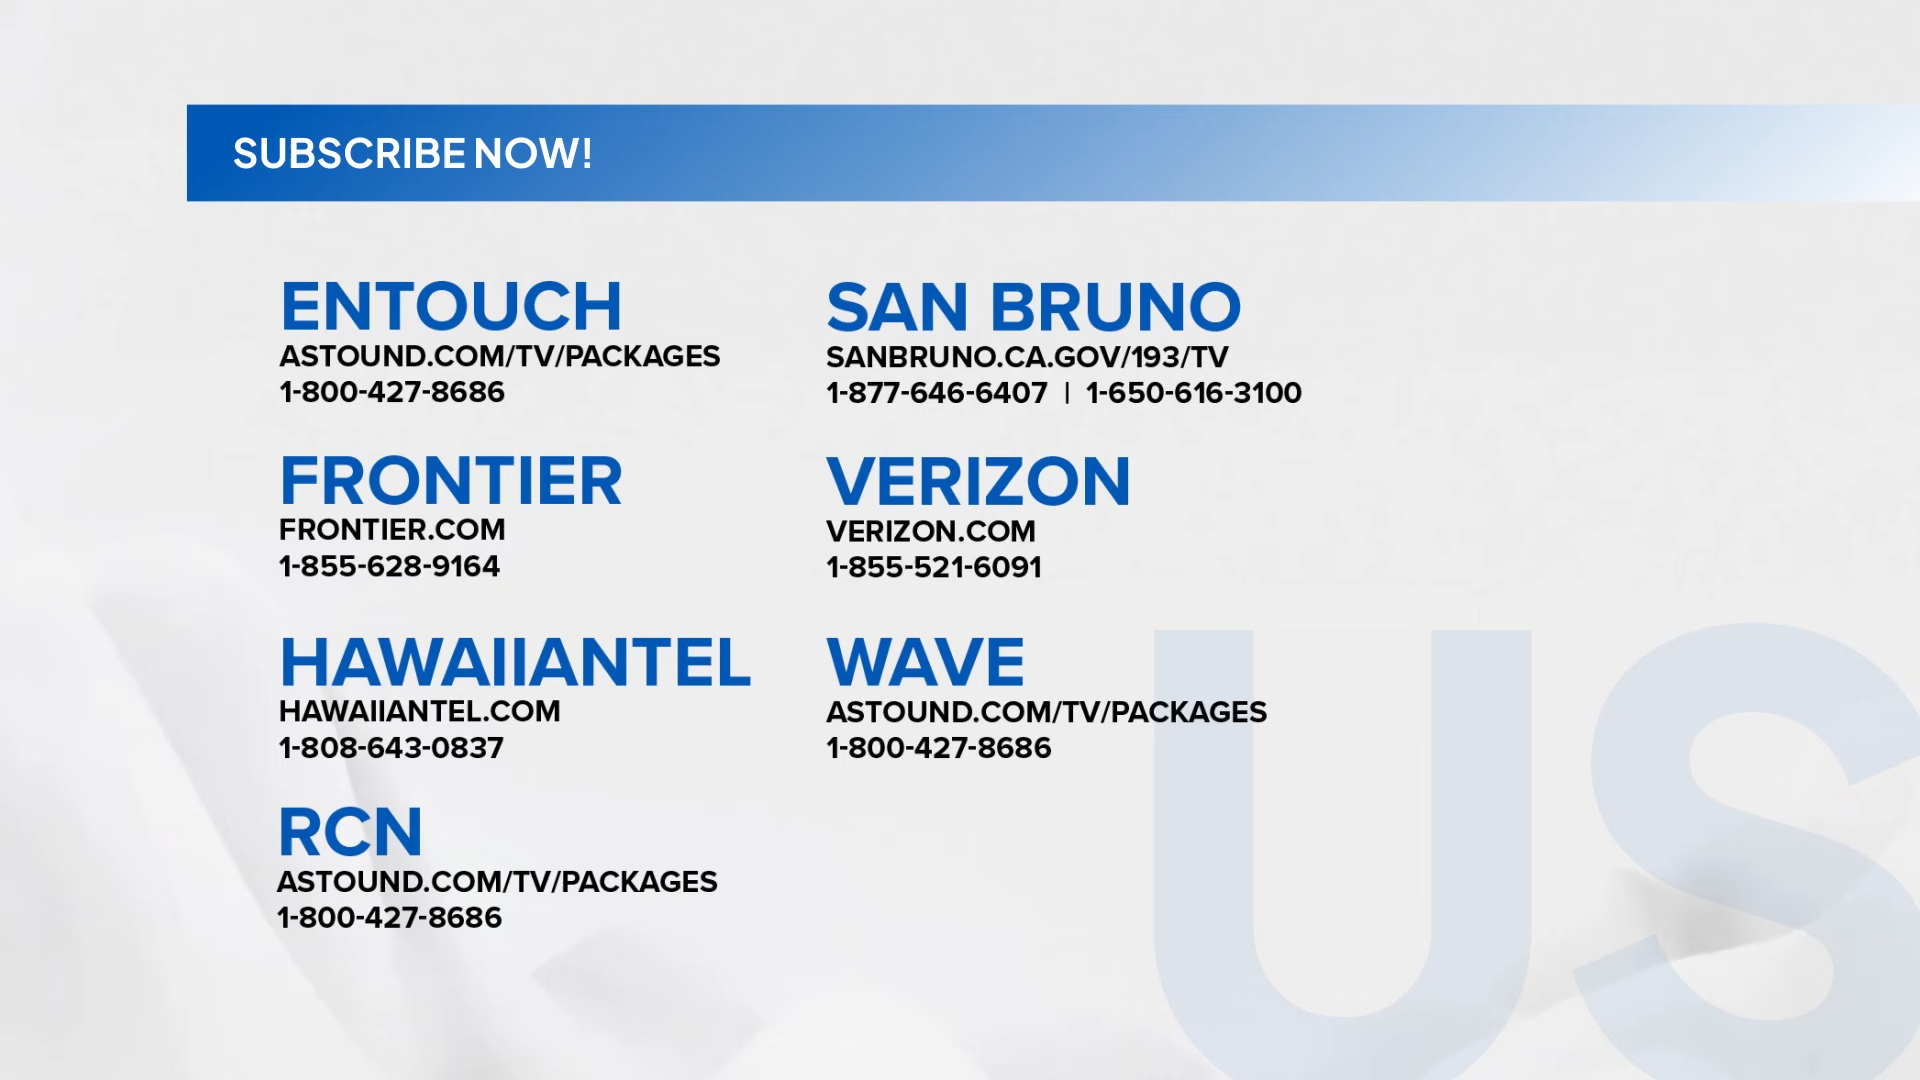 SUBSCRIBE NOW!
ENTOUCH
ASTOUND.COM/TV/PACKAGES
1-800-427-8686
FRONTIER
FRONTIER.COM
1-855-628-9164
HAWAIIANTEL
HAWAIIANTEL.COM
1-808-643-0837
RCN
ASTOUND.COM/TV/PACKAGES
1-800-427-8686
SAN BRUNO
SANBRUNO.CA.GOV/193/TV
1-877-646-6407 | 1-650-616-3100
VERIZON
VERIZON.COM
1-855-521-6091
WAVE
ASTOUND.COM/TV/PACKAGES
1-800-427-8686
US